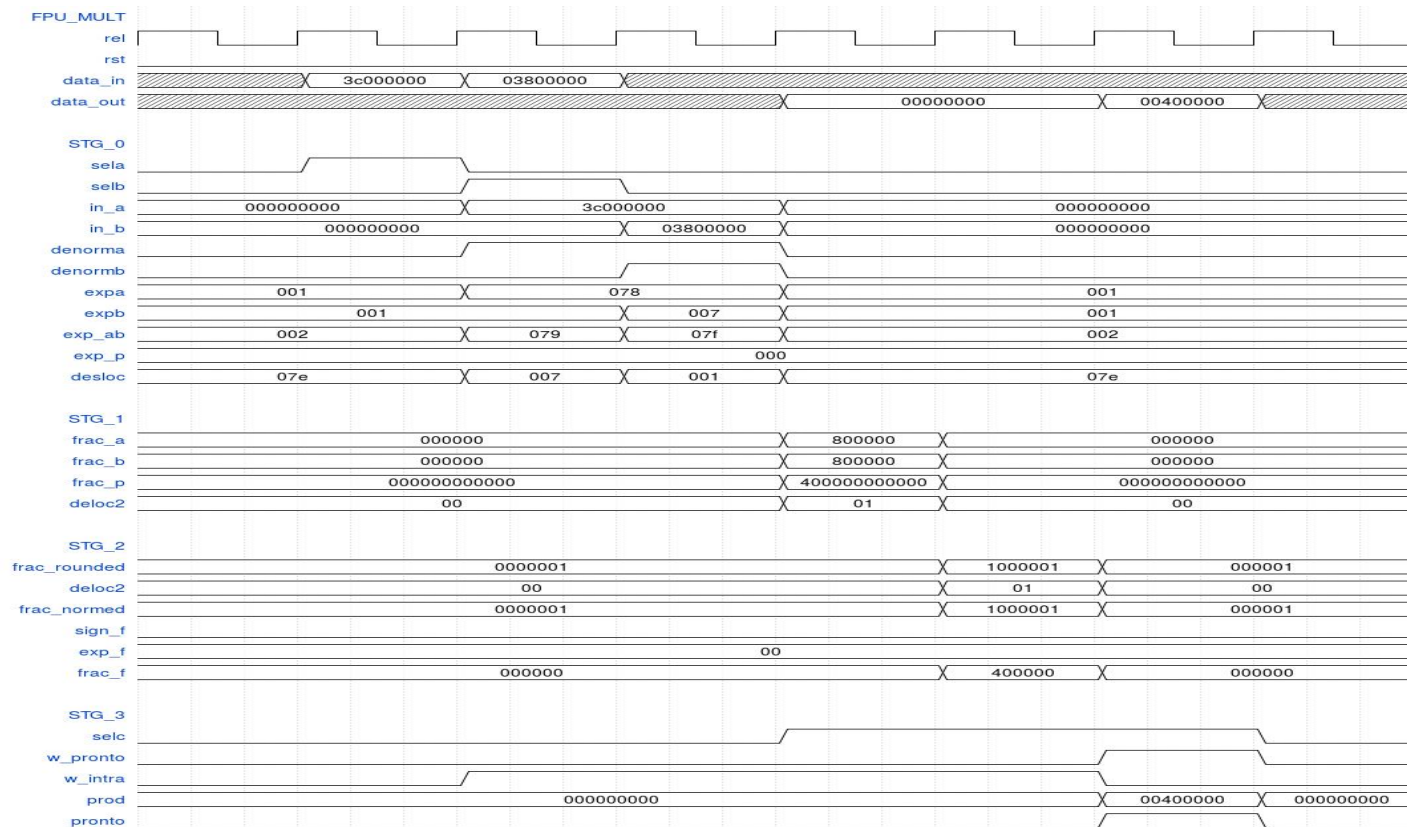 FPU_MULT
rel
rst
data_in 3c000000 03800000
data_out 00000000 00400000
STG_0
sela
selb
in_a 000000000 3c000000 000000000
in_b 000000000 03800000 000000000
denorma
denormb
expa 001 078 001
expb 001 007 001
exp_ab 002 079 07f 002
exp_p 000
desloc 07e 007 001 07e
STG_1
frac_a 000000 800000 000000
frac_b 000000 800000 000000
frac_p 000000000000 400000000000 000000000000
deloc2 00 01 00
STG_2
frac_rounded 0000001 1000001 000001
deloc2 00 01 00
frac_normed 0000001 1000001 000001
sign_f
exp_f 00
frac_f 000000 400000 000000
STG_3
selc
w_pronto
w_intra
prod 000000000 00400000 000000000
pronto